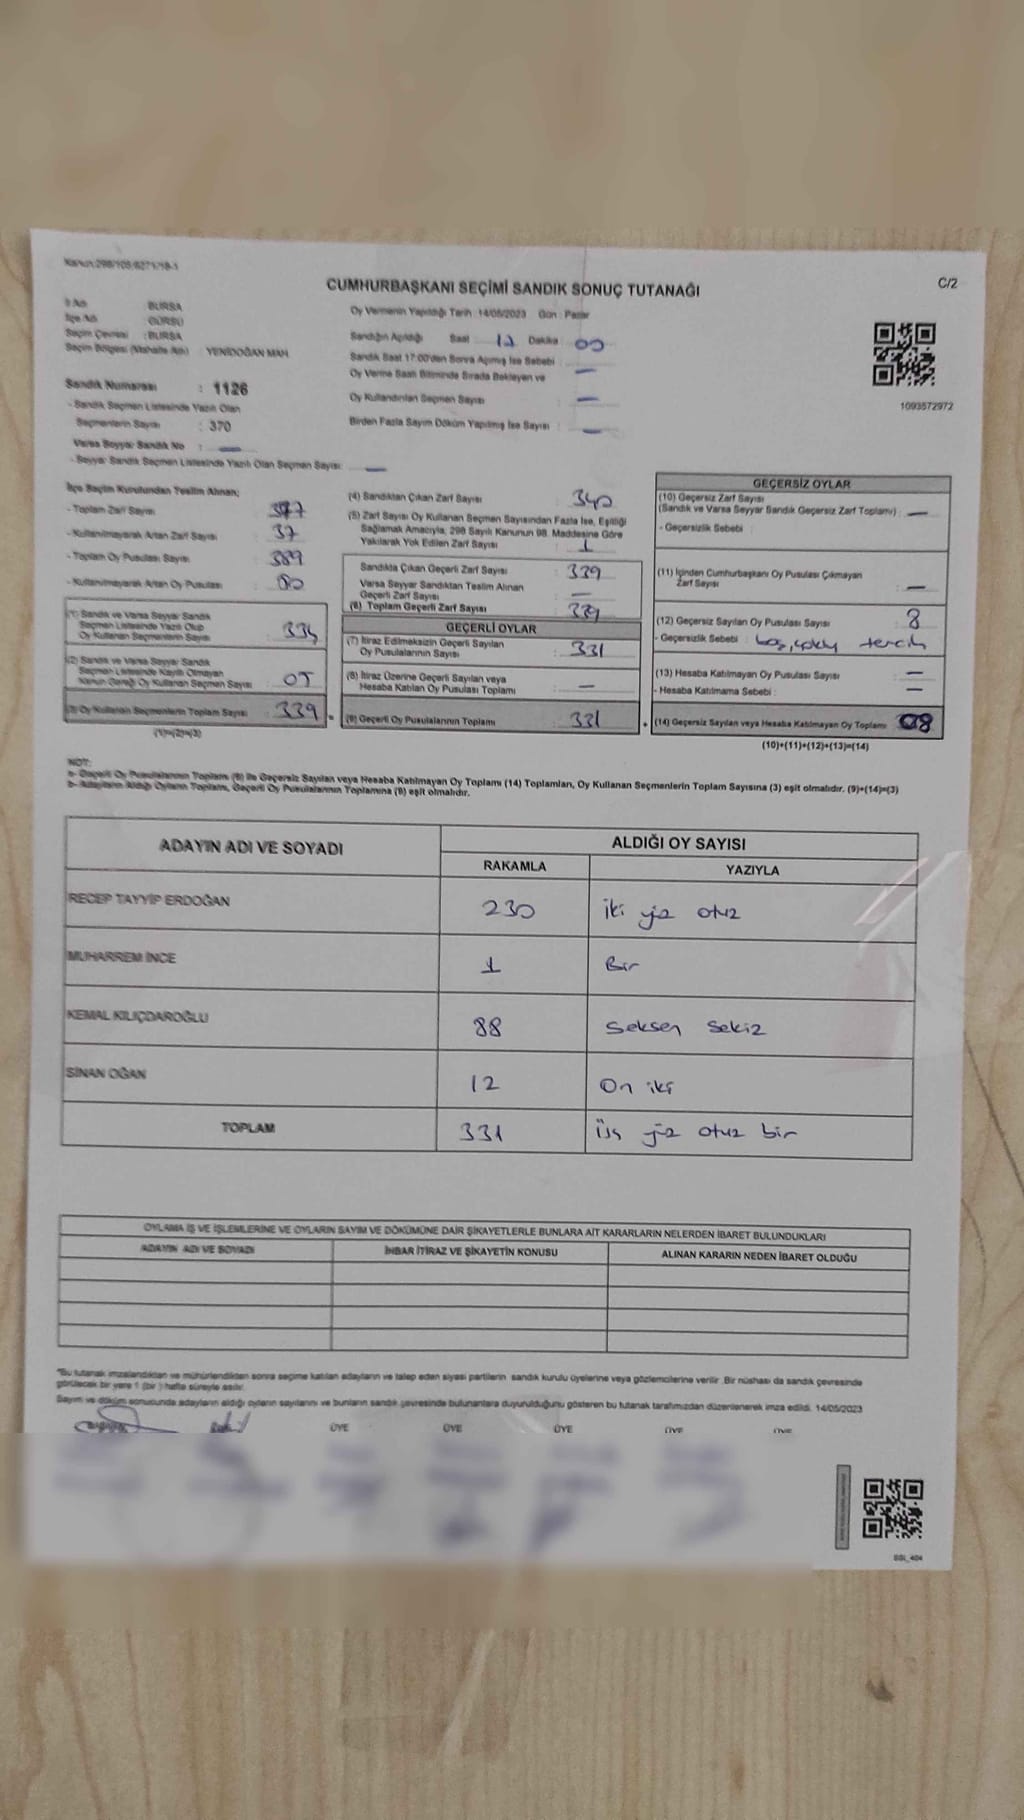 Kanun:298/105/6271/18-1
C/2
CUMHURBAŞKANI SEÇİMİ SANDIK SONUÇ TUTANAĞI
İl Adı : BURSA
İlçe Adı : GÜRSU
Seçim Çevresi : BURSA
Seçim Bölgesi (Mahalle Adı) : YENİDOĞAN MAH.
Sandık Numarası : 1126
- Sandık Seçmen Listesinde Yazılı Olan
Seçmenlerin Sayısı : 370
Varsa Seyyar Sandık No : —
- Seyyar Sandık Seçmen Listesinde Yazılı Olan Seçmen Sayısı: —
Oy Vermenin Yapıldığı Tarih :14/05/2023 Gün : Pazar
Sandığın Açıldığı Saat : Dakika : 00
Sandık Saat 17:00'den Sonra Açılmış İse Sebebi :
Oy Verme Saati Bitiminde Sırada Bekleyen ve —
Oy Kullandırılan Seçmen Sayısı : —
Birden Fazla Sayım Döküm Yapılmış İse Sayısı : —
1093572972
İlçe Seçim Kurulundan Teslim Alınan;
- Toplam Zarf Sayısı : 377
- Kullanılmayarak Artan Zarf Sayısı : 37
- Toplam Oy Pusulası Sayısı : 389
- Kullanılmayarak Artan Oy Pusulası :
(1) Sandık ve Varsa Seyyar Sandık
Seçmen Listesinde Yazılı Olup
Oy Kullanan Seçmenlerin Sayısı : 334
(2) Sandık ve Varsa Seyyar Sandık
Seçmen Listesinde Kayıtlı Olmayan
Kanun Gereği Oy Kullanan Seçmen Sayısı : 05
(3) Oy Kullanan Seçmenlerin Toplam Sayısı : 339
(1)+(2)=(3)
(4) Sandıktan Çıkan Zarf Sayısı : 340
(5) Zarf Sayısı Oy Kullanan Seçmen Sayısından Fazla İse, Eşitliği
Sağlamak Amacıyla; 298 Sayılı Kanunun 98. Maddesine Göre
Yakılarak Yok Edilen Zarf Sayısı : 1
Sandıkta Çıkan Geçerli Zarf Sayısı : 339
Varsa Seyyar Sandıktan Teslim Alınan
Geçerli Zarf Sayısı : —
(6) Toplam Geçerli Zarf Sayısı : 339
GEÇERLİ OYLAR
(7) İtiraz Edilmeksizin Geçerli Sayılan
Oy Pusulalarının Sayısı : 331
(8) İtiraz Üzerine Geçerli Sayılan veya
Hesaba Katılan Oy Pusulası Toplamı : —
(9) Geçerli Oy Pusulalarının Toplamı : 331
GEÇERSİZ OYLAR
(10) Geçersiz Zarf Sayısı
(Sandık ve Varsa Seyyar Sandık Geçersiz Zarf Toplamı) : —
- Geçersizlik Sebebi :
(11) İçinden Cumhurbaşkanı Oy Pusulası Çıkmayan
Zarf Sayısı : —
(12) Geçersiz Sayılan Oy Pusulası Sayısı : 8
- Geçersizlik Sebebi : boş, çoklu tercih
(13) Hesaba Katılmayan Oy Pusulası Sayısı : —
- Hesaba Katılmama Sebebi : —
(14) Geçersiz Sayılan veya Hesaba Katılmayan Oy Toplamı : 08
(10)+(11)+(12)+(13)=(14)
NOT:
a- Geçerli Oy Pusulalarının Toplamı (9) ile Geçersiz Sayılan veya Hesaba Katılmayan Oy Toplamı (14) Toplamları, Oy Kullanan Seçmenlerin Toplam Sayısına (3) eşit olmalıdır. (9)+(14)=(3)
b- Adayların Aldığı Oyların Toplamı, Geçerli Oy Pusulalarının Toplamına (9) eşit olmalıdır.
ADAYIN ADI VE SOYADI ALDIĞI OY SAYISI
RAKAMLA YAZIYLA
RECEP TAYYİP ERDOĞAN 230 iki yüz otuz
MUHARREM İNCE 1 Bir
KEMAL KILIÇDAROĞLU 88 seksen sekiz
SİNAN OĞAN 12 On iki
TOPLAM 331 üç yüz otuz bir
OYLAMA İŞ VE İŞLEMLERİNE VE OYLARIN SAYIM VE DÖKÜMÜNE DAİR ŞİKAYETLERLE BUNLARA AİT KARARLARIN NELERDEN İBARET BULUNDUKLARI
ADAYIN ADI VE SOYADI İHBAR İTİRAZ VE ŞİKAYETİN KONUSU ALINAN KARARIN NEDEN İBARET OLDUĞU
*Bu tutanak imzalandıktan ve mühürlendikten sonra seçime katılan adayların ve talep eden siyasi partilerin sandık kurulu üyelerine veya gözlemcilerine verilir. Bir nüshası da sandık çevresinde
görülecek bir yere 1 (bir) hafta süreyle asılır.
Sayım ve döküm sonucunda adayların aldığı oyların sayılarını ve bunların sandık çevresinde bulunanlara duyurulduğunu gösteren bu tutanak tarafımızdan düzenlenerek imza edildi. 14/05/2023
BAŞKAN ÜYE ÜYE ÜYE ÜYE ÜYE